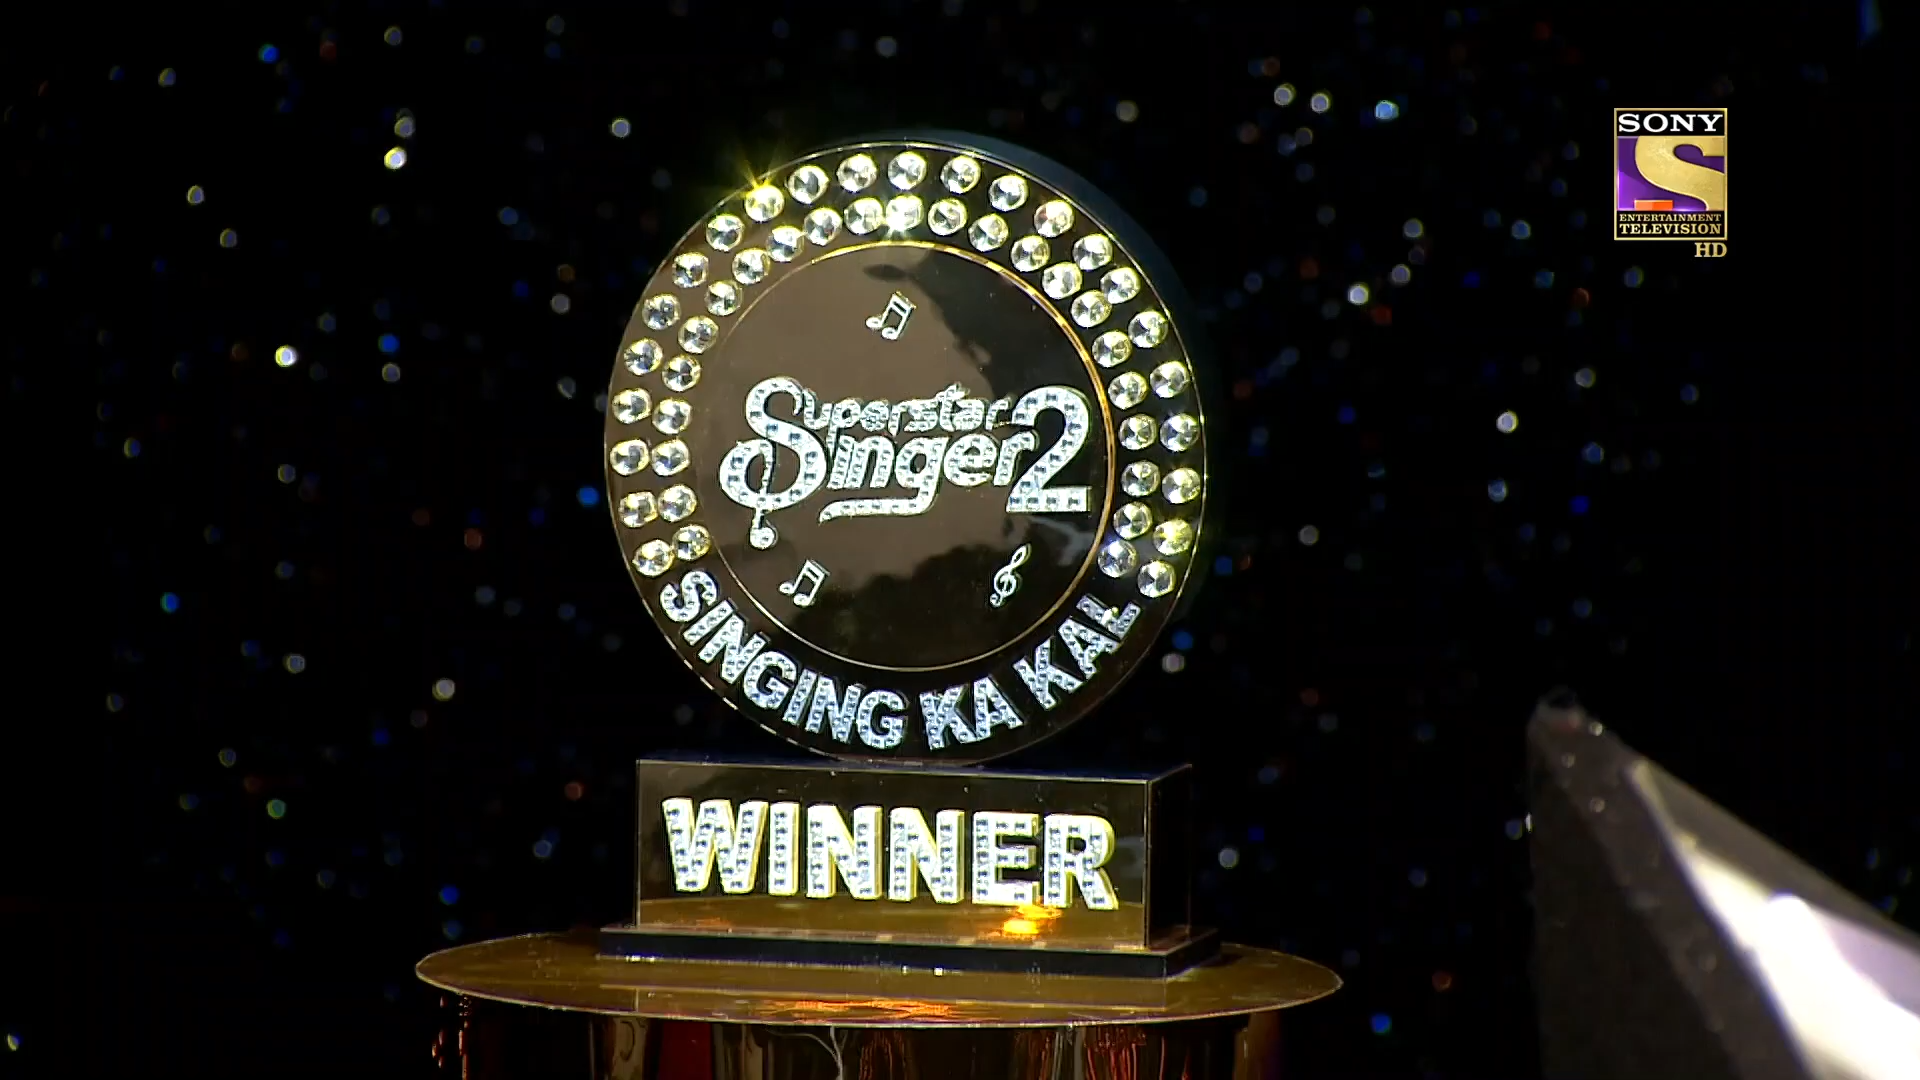 SONY
ENTERTAINMENT
TELEVISION
HD
Superstar
Singer 2
SINGING KA KAL
WINNER